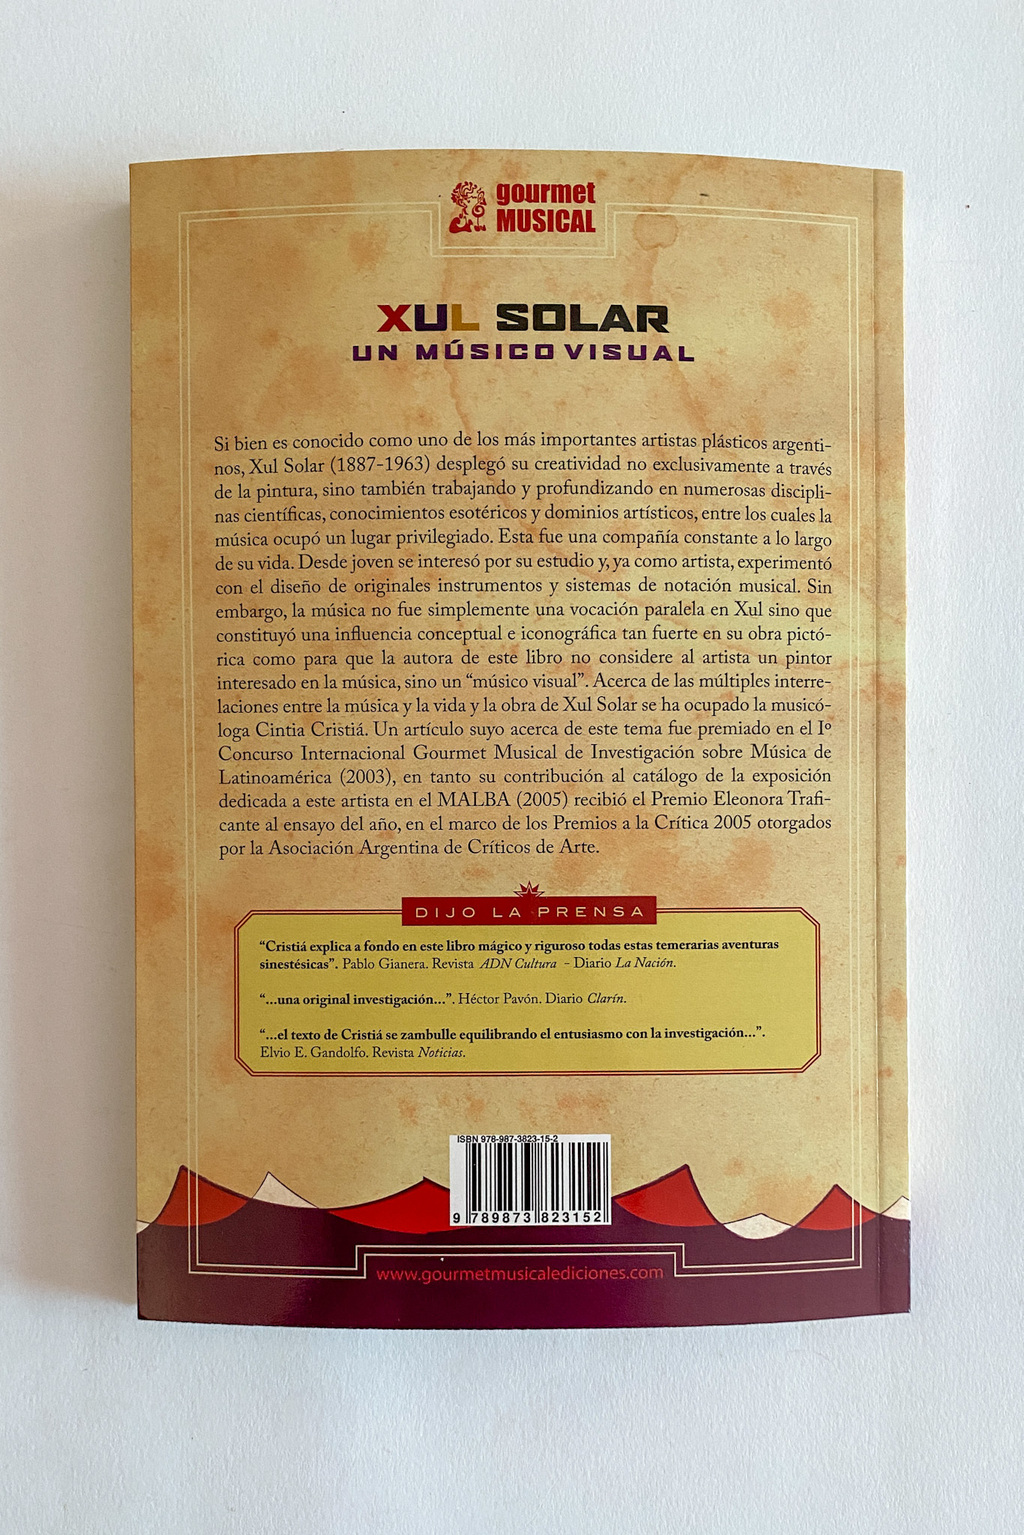 gourmet
MUSICAL
XUL SOLAR
UN MÚSICO VISUAL
Si bien es conocido como uno de los más importantes artistas plásticos argenti-
nos, Xul Solar (1887-1963) desplegó su creatividad no exclusivamente a través
de la pintura, sino también trabajando y profundizando en numerosas discipli-
nas científicas, conocimientos esotéricos y dominios artísticos, entre los cuales la
música ocupó un lugar privilegiado. Esta fue una compañía constante a lo largo
de su vida. Desde joven se interesó por su estudio y, ya como artista, experimentó
con el diseño de originales instrumentos y sistemas de notación musical. Sin
embargo, la música no fue simplemente una vocación paralela en Xul sino que
constituyó una influencia conceptual e iconográfica tan fuerte en su obra pictó-
rica como para que la autora de este libro no considere al artista un pintor
interesado en la música, sino un “músico visual”. Acerca de las múltiples interre-
laciones entre la música y la vida y la obra de Xul Solar se ha ocupado la musicó-
loga Cintia Cristiá. Un artículo suyo acerca de este tema fue premiado en el Iº
Concurso Internacional Gourmet Musical de Investigación sobre Música de
Latinoamérica (2003), en tanto su contribución al catálogo de la exposición
dedicada a este artista en el MALBA (2005) recibió el Premio Eleonora Trafi-
cante al ensayo del año, en el marco de los Premios a la Crítica 2005 otorgados
por la Asociación Argentina de Críticos de Arte.
DIJO LA PRENSA
“Cristiá explica a fondo en este libro mágico y riguroso todas estas temerarias aventuras
sinestésicas”. Pablo Gianera. Revista ADN Cultura - Diario La Nación.
“...una original investigación...”. Héctor Pavón. Diario Clarín.
“...el texto de Cristiá se zambulle equilibrando el entusiasmo con la investigación...”.
Elvio E. Gandolfo. Revista Noticias.
ISBN 978-987-3823-15-2
9 789873 823152
www.gourmetmusicalediciones.com